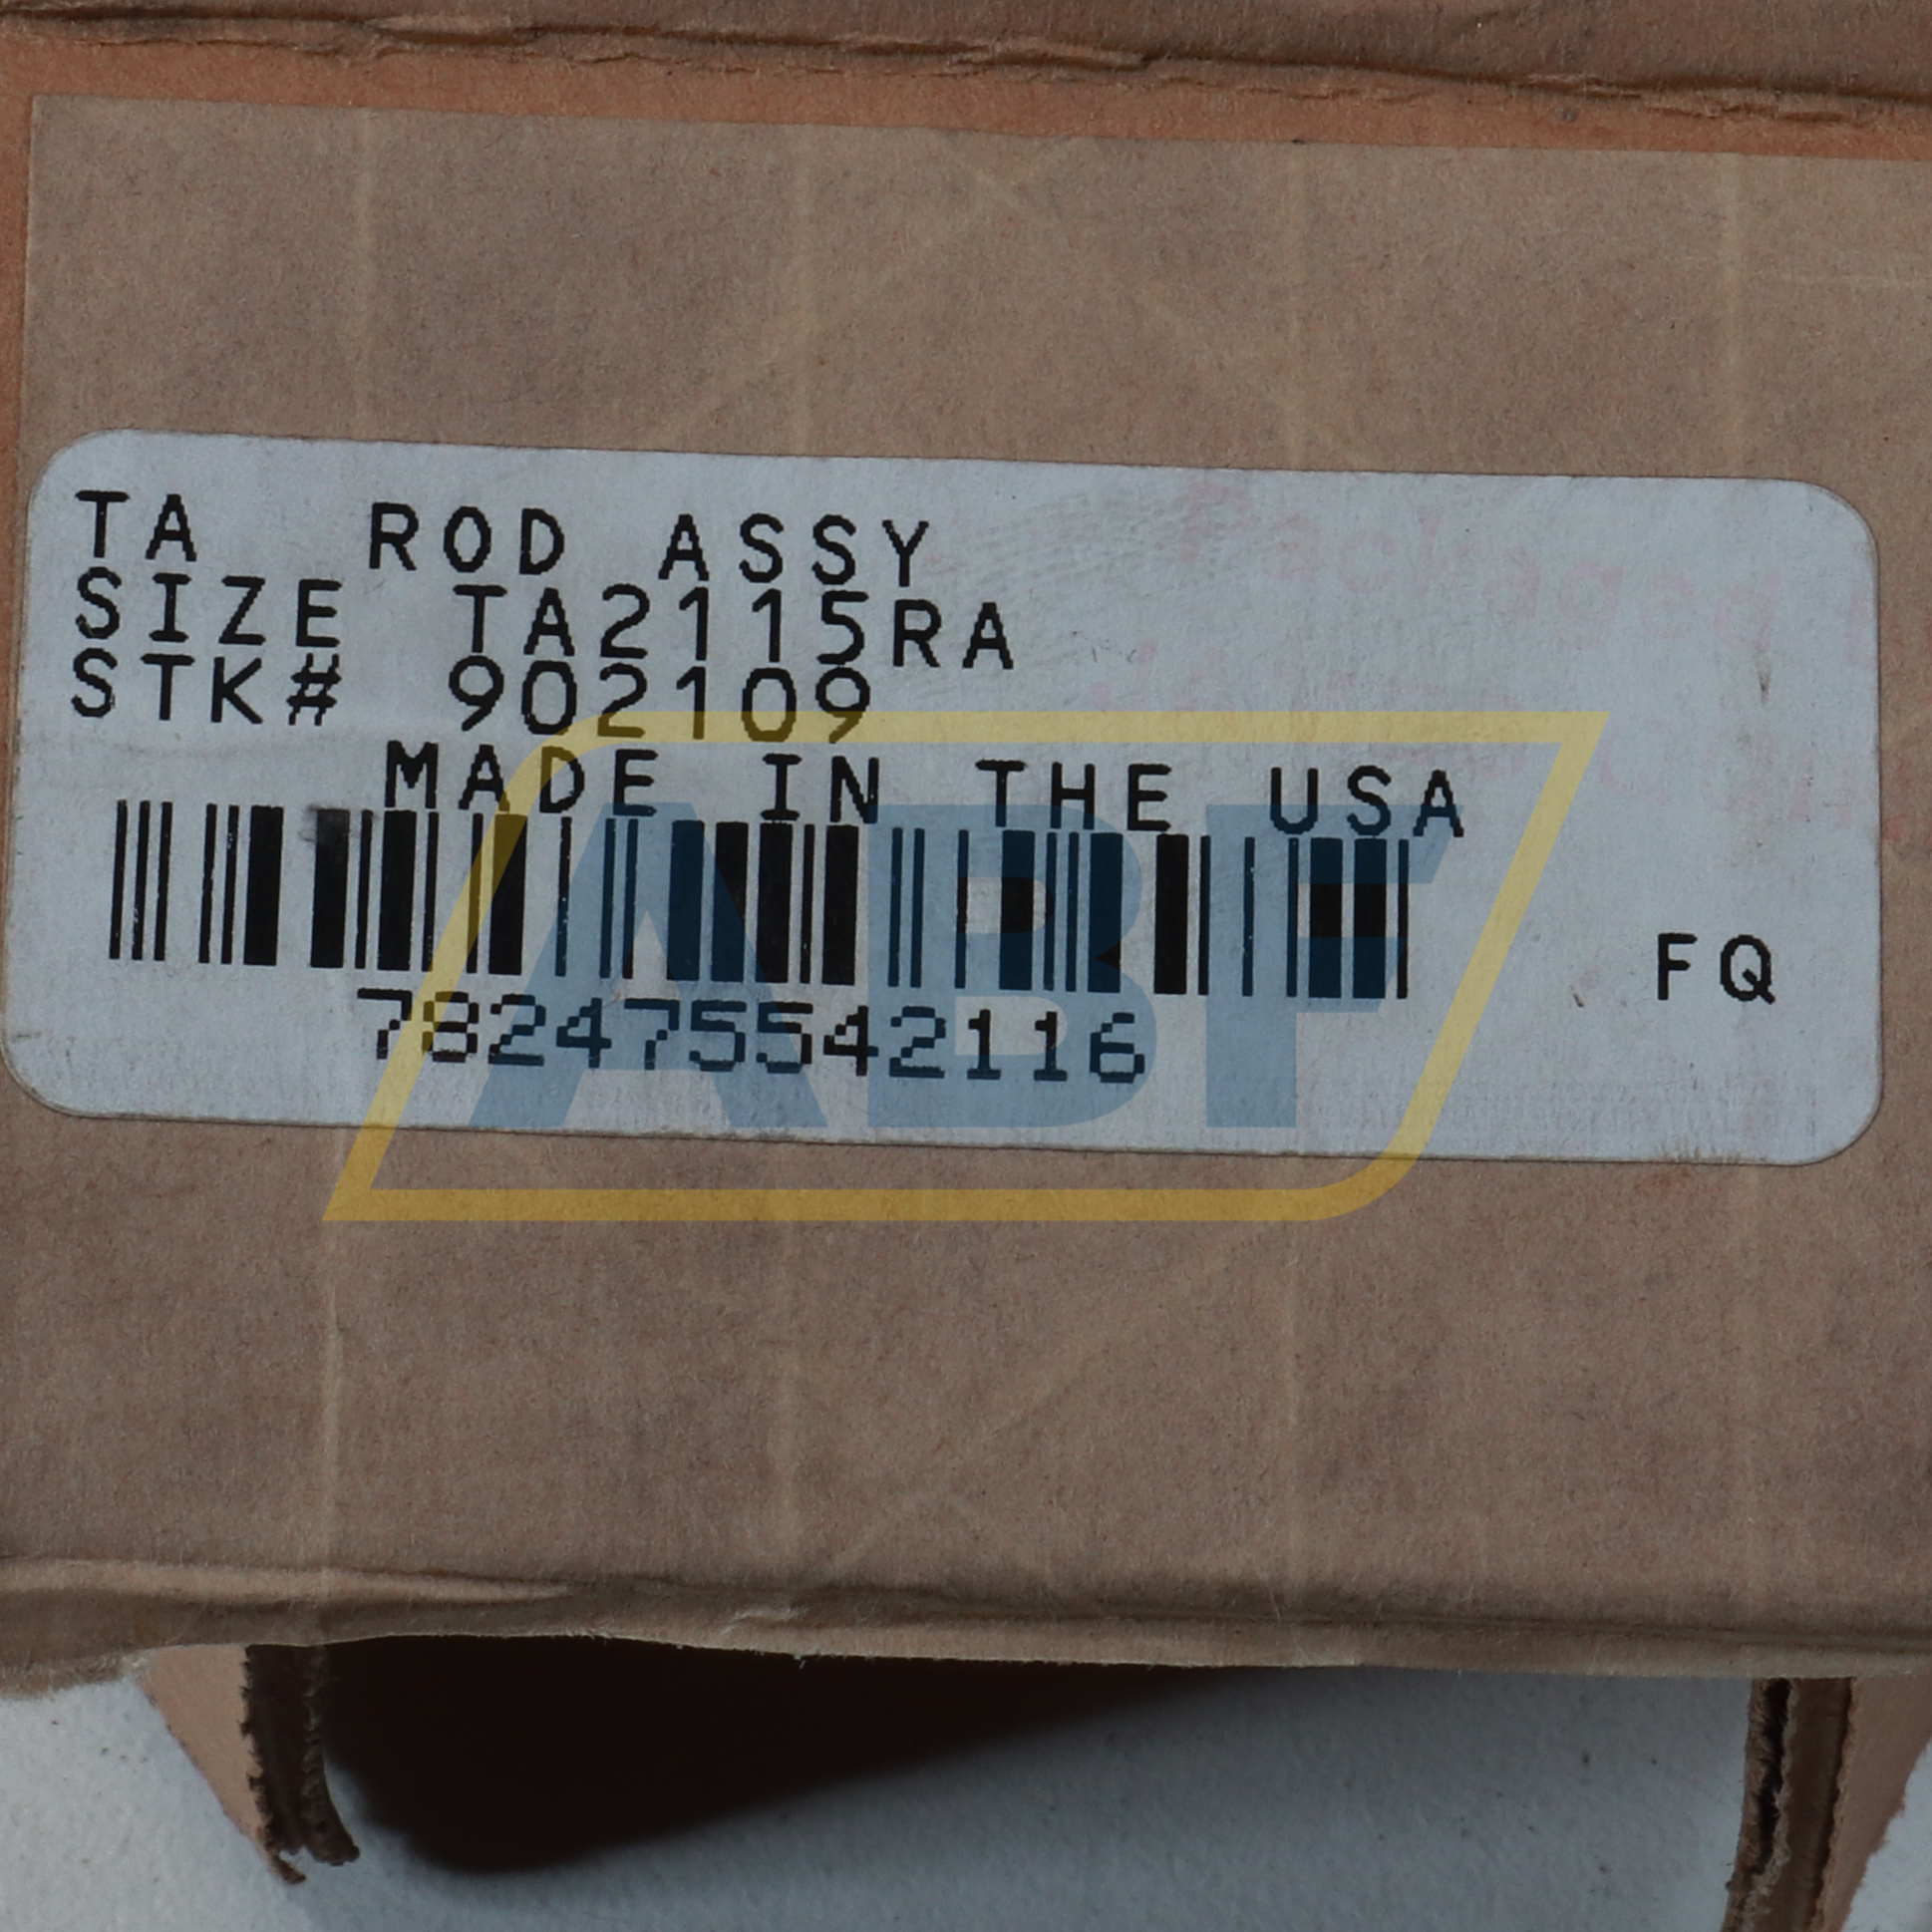 TA ROD ASSY
SIZE TA2115RA
STK# 902109
MADE IN THE USA
782475542116
FQ
ABF